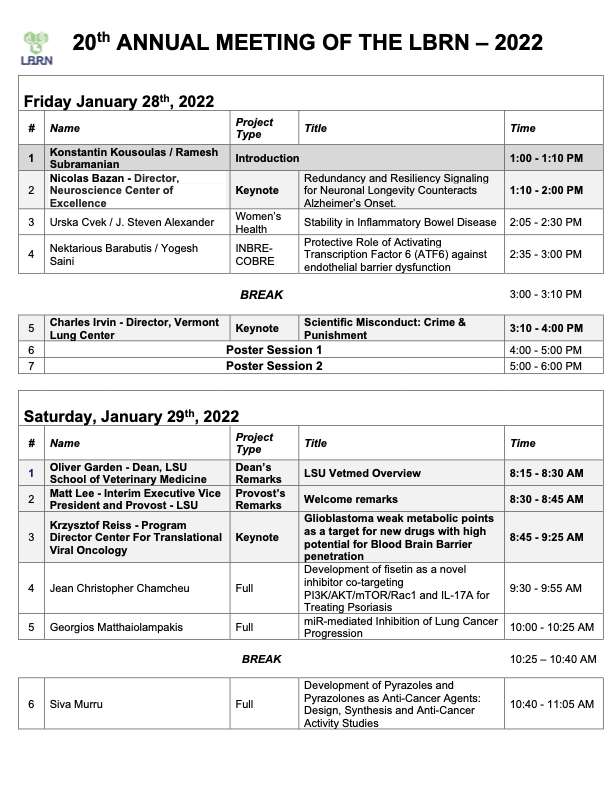 LBRN
20th ANNUAL MEETING OF THE LBRN – 2022
Friday January 28th, 2022
# Name Project Type Title Time
1 Konstantin Kousoulas / Ramesh Subramanian Introduction 1:00 - 1:10 PM
2 Nicolas Bazan - Director, Neuroscience Center of Excellence Keynote Redundancy and Resiliency Signaling for Neuronal Longevity Counteracts Alzheimer's Onset. 1:10 - 2:00 PM
3 Urska Cvek / J. Steven Alexander Women's Health Stability in Inflammatory Bowel Disease 2:05 - 2:30 PM
4 Nektarious Barabutis / Yogesh Saini INBRE-COBRE Protective Role of Activating Transcription Factor 6 (ATF6) against endothelial barrier dysfunction 2:35 - 3:00 PM
BREAK 3:00 - 3:10 PM
5 Charles Irvin - Director, Vermont Lung Center Keynote Scientific Misconduct: Crime & Punishment 3:10 - 4:00 PM
6 Poster Session 1 4:00 - 5:00 PM
7 Poster Session 2 5:00 - 6:00 PM
Saturday, January 29th, 2022
# Name Project Type Title Time
1 Oliver Garden - Dean, LSU School of Veterinary Medicine Dean's Remarks LSU Vetmed Overview 8:15 - 8:30 AM
2 Matt Lee - Interim Executive Vice President and Provost - LSU Provost's Remarks Welcome remarks 8:30 - 8:45 AM
3 Krzysztof Reiss - Program Director Center For Translational Viral Oncology Keynote Glioblastoma weak metabolic points as a target for new drugs with high potential for Blood Brain Barrier penetration 8:45 - 9:25 AM
4 Jean Christopher Chamcheu Full Development of fisetin as a novel inhibitor co-targeting PI3K/AKT/mTOR/Rac1 and IL-17A for Treating Psoriasis 9:30 - 9:55 AM
5 Georgios Matthaiolampakis Full miR-mediated Inhibition of Lung Cancer Progression 10:00 - 10:25 AM
BREAK 10:25 – 10:40 AM
6 Siva Murru Full Development of Pyrazoles and Pyrazolones as Anti-Cancer Agents: Design, Synthesis and Anti-Cancer Activity Studies 10:40 - 11:05 AM